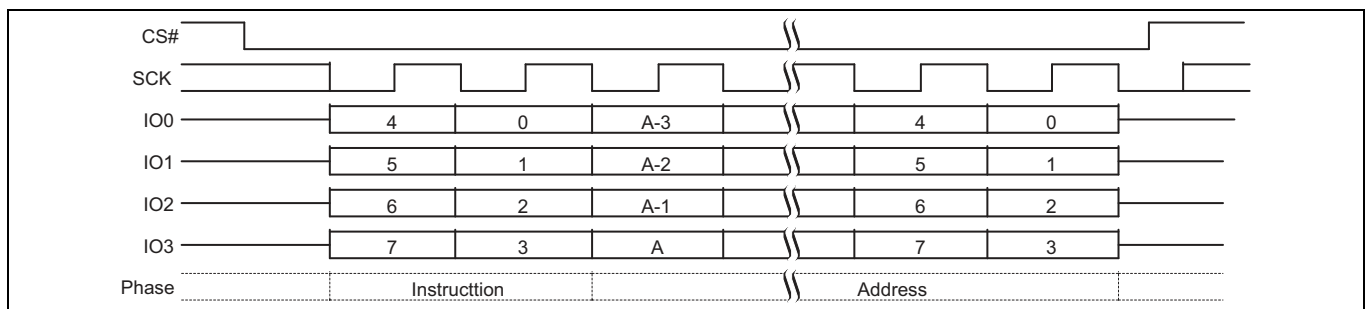 CS#
SCK
IO0 4 0 A-3 4 0
IO1 5 1 A-2 5 1
IO2 6 2 A-1 6 2
IO3 7 3 A 7 3
Phase Instructtion Address